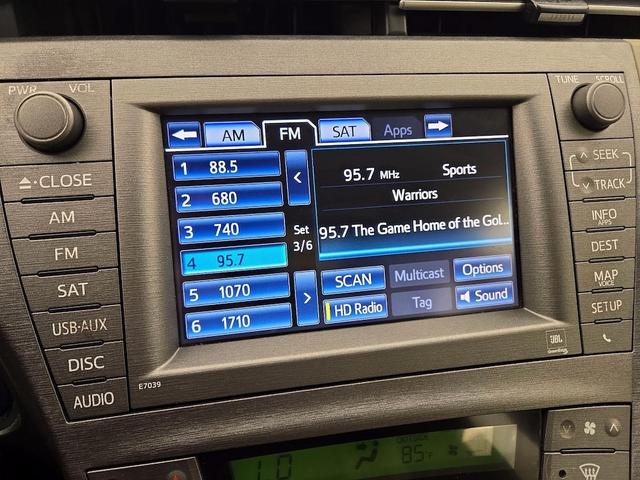 PWR VOL
TUNE SCROLL
AM FM SAT Apps
1 88.5
2 680
3 740
4 95.7
5 1070
6 1710
Set
3/6
95.7 MHz Sports
Warriors
95.7 The Game Home of the Gol...
SCAN Multicast Options
HD Radio Tag Sound
CLOSE
AM
FM
SAT
USB·AUX
DISC
AUDIO
SEEK
TRACK
INFO
APPS
DEST
MAP
VOICE
SETUP
E7039
JBL
OUTSIDE
85°F